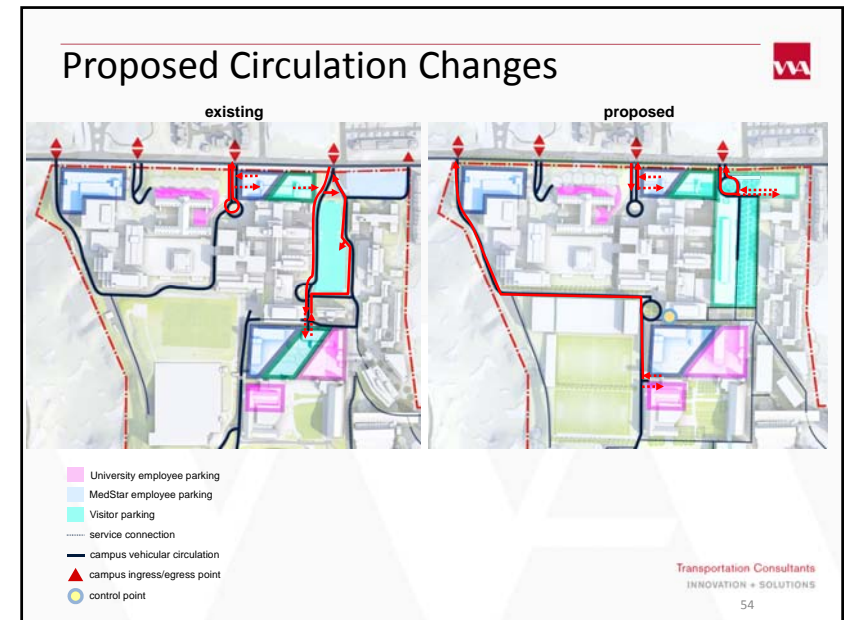 Proposed Circulation Changes
existing
proposed
University employee parking
MedStar employee parking
Visitor parking
service connection
campus vehicular circulation
campus ingress/egress point
control point
Transportation Consultants
INNOVATION + SOLUTIONS
54